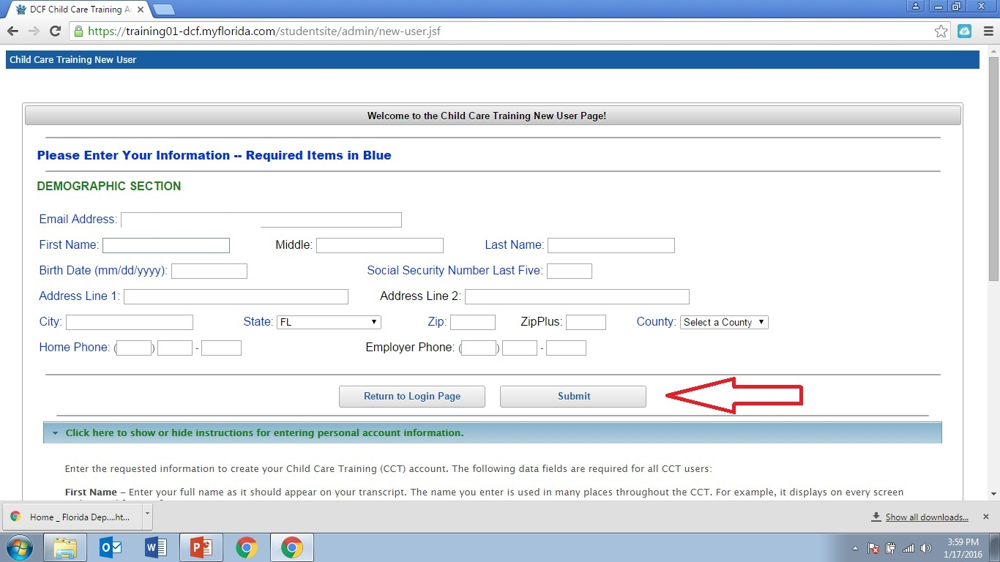 DCF Child Care Training A
https://training01-dcf.myflorida.com/studentsite/admin/new-user.jsf
Child Care Training New User
Welcome to the Child Care Training New User Page!
Please Enter Your Information -- Required Items in Blue
DEMOGRAPHIC SECTION
Email Address:
First Name: Middle: Last Name:
Birth Date (mm/dd/yyyy): Social Security Number Last Five:
Address Line 1: Address Line 2:
City: State: FL Zip: ZipPlus: County: Select a County
Home Phone: ( ) - Employer Phone: ( ) -
Return to Login Page Submit
Click here to show or hide instructions for entering personal account information.
Enter the requested information to create your Child Care Training (CCT) account. The following data fields are required for all CCT users:
First Name – Enter your full name as it should appear on your transcript. The name you enter is used in many places throughout the CCT. For example, it displays on every screen
Home _ Florida Dep....ht... Show all downloads...
3:59 PM
1/17/2016